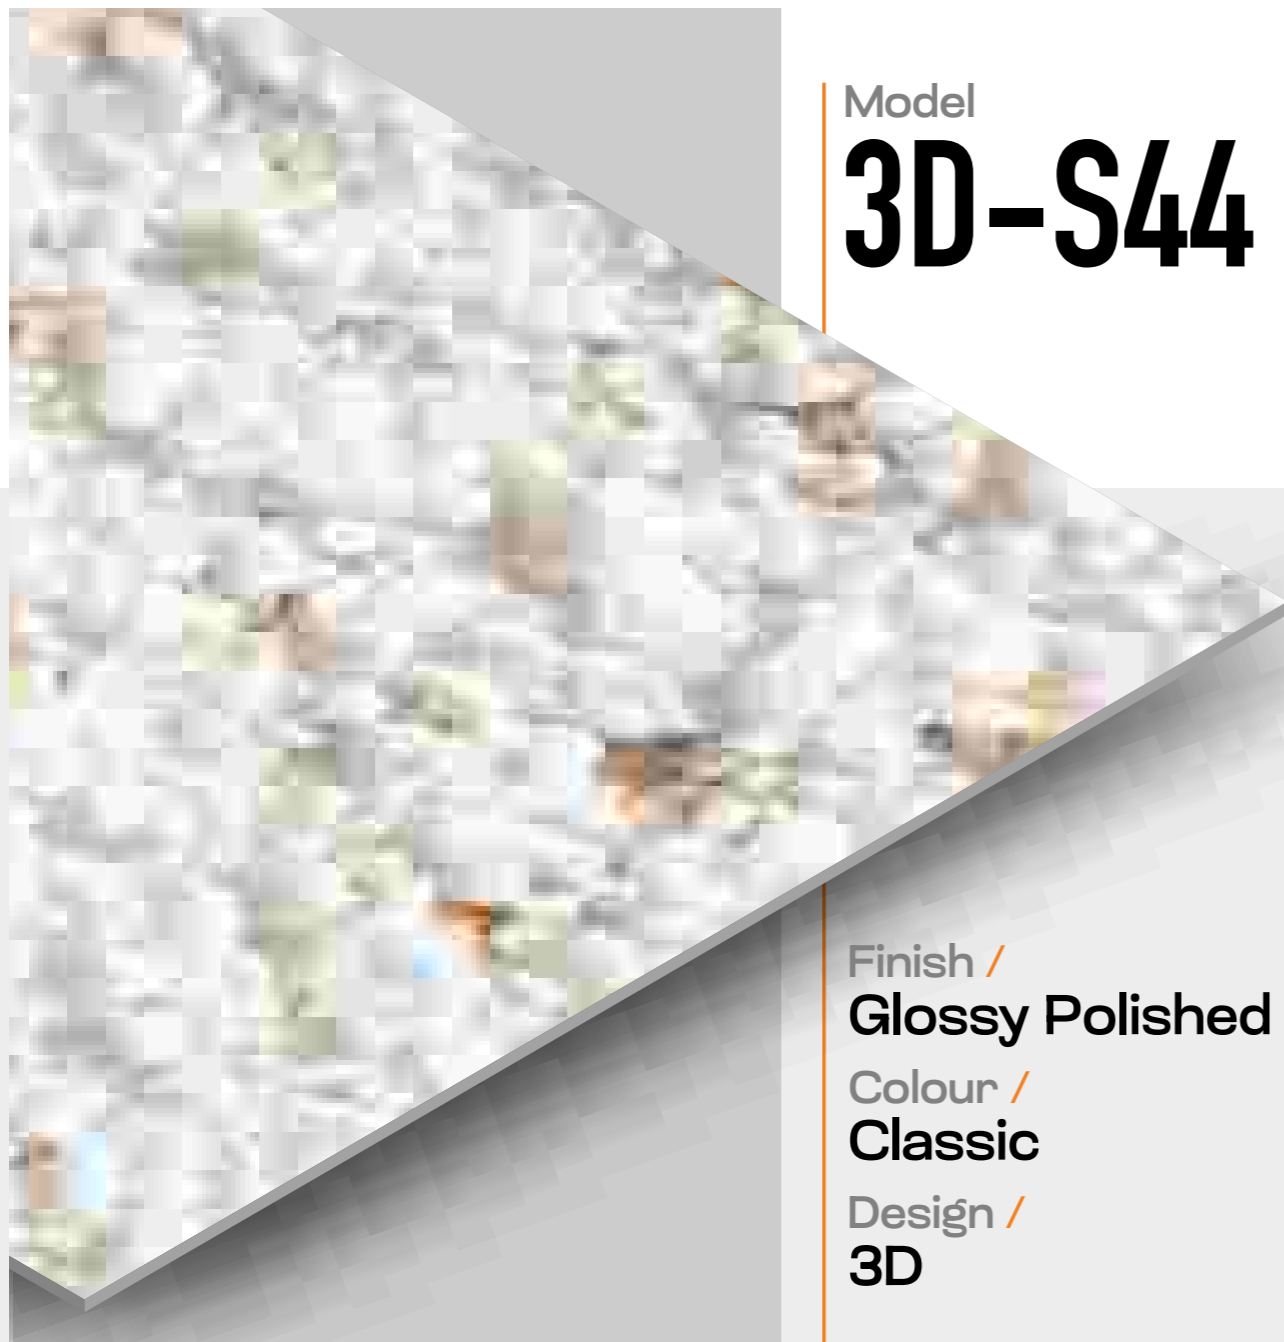 Model
3D-S44
Finish /
Glossy Polished
Colour /
Classic
Design /
3D